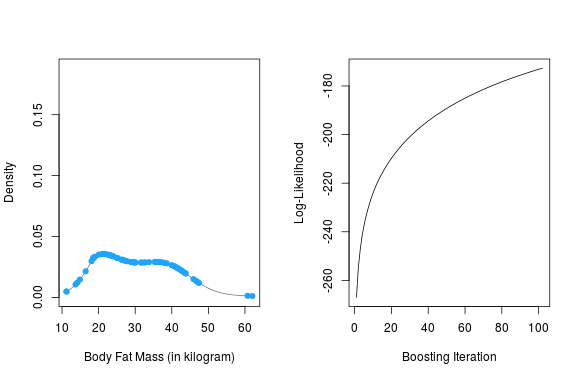 Density
0.00
0.05
0.10
0.15
10 20 30 40 50 60
Body Fat Mass (in kilogram)
Log-Likelihood
-260
-240
-220
-200
-180
0 20 40 60 80 100
Boosting Iteration